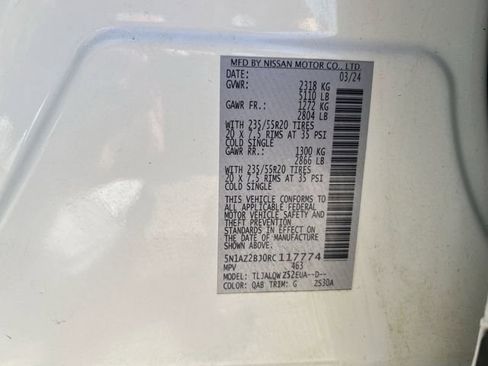 MFD BY NISSAN MOTOR CO., LTD.
DATE: 03/24
GVWR: 2318 KG
5110 LB
GAWR FR.: 1272 KG
2804 LB
WITH 235/55R20 TIRES
20 X 7.5 RIMS AT 35 PSI
COLD SINGLE
GAWR RR.: 1300 KG
2866 LB
WITH 235/55R20 TIRES
20 X 7.5 RIMS AT 35 PSI
COLD SINGLE
THIS VEHICLE CONFORMS TO
ALL APPLICABLE FEDERAL
MOTOR VEHICLE SAFETY AND
THEFT PREVENTION
STANDARDS IN EFFECT ON
THE DATE OF MANUFACTURE
SHOWN ABOVE.
5N1AZ2BJ0RC117774
MPV 463
MODEL: TLJALQWZS2EUA--D--
COLOR: QAB TRIM: G ZS30A